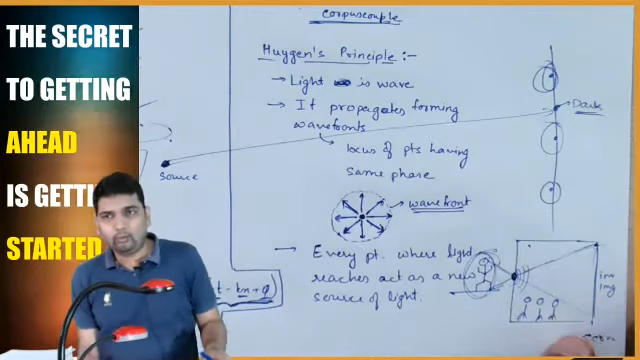 THE SECRET
TO GETTING
AHEAD
IS GETTI
STARTED
corpuscouple
Huygen's Principle :-
→ Light is wave
→ It propagates forming
wavefronts
locus of pts having
same phase
source
Dark
wavefront
→ Every pt. where light
reaches act as a new
source of light.
inv
img